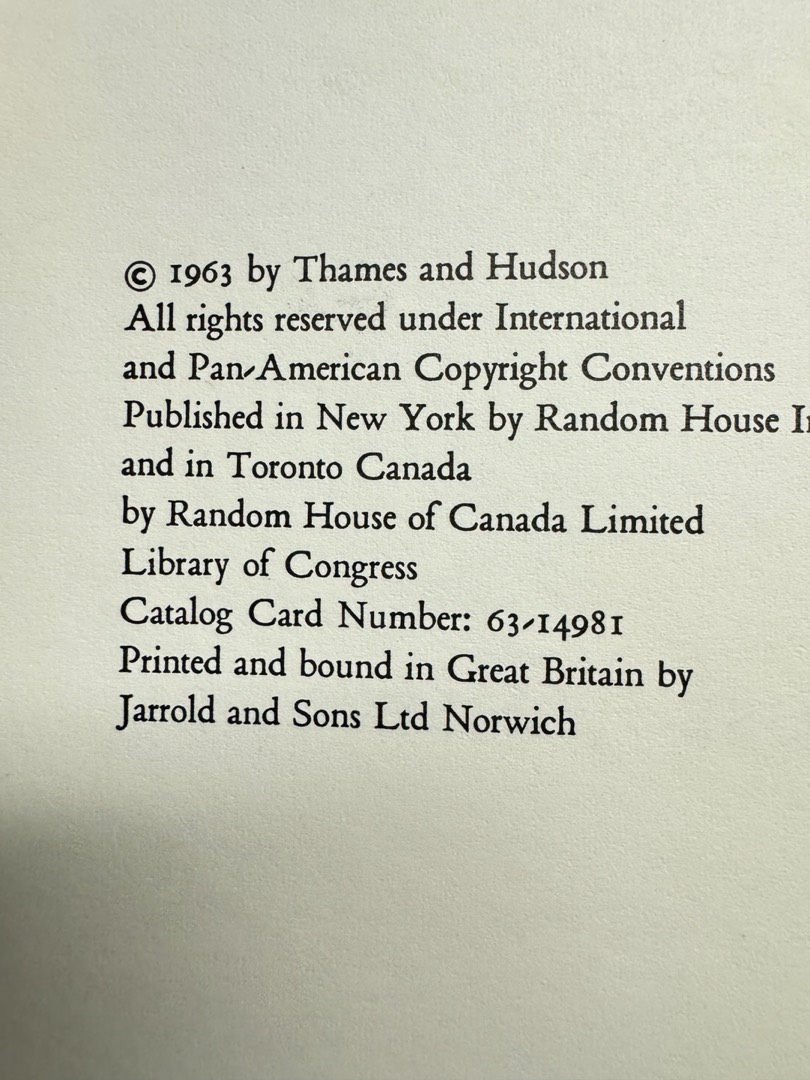 © 1963 by Thames and Hudson
All rights reserved under International
and Pan-American Copyright Conventions
Published in New York by Random House
and in Toronto Canada
by Random House of Canada Limited
Library of Congress
Catalog Card Number: 63-14981
Printed and bound in Great Britain by
Jarrold and Sons Ltd Norwich